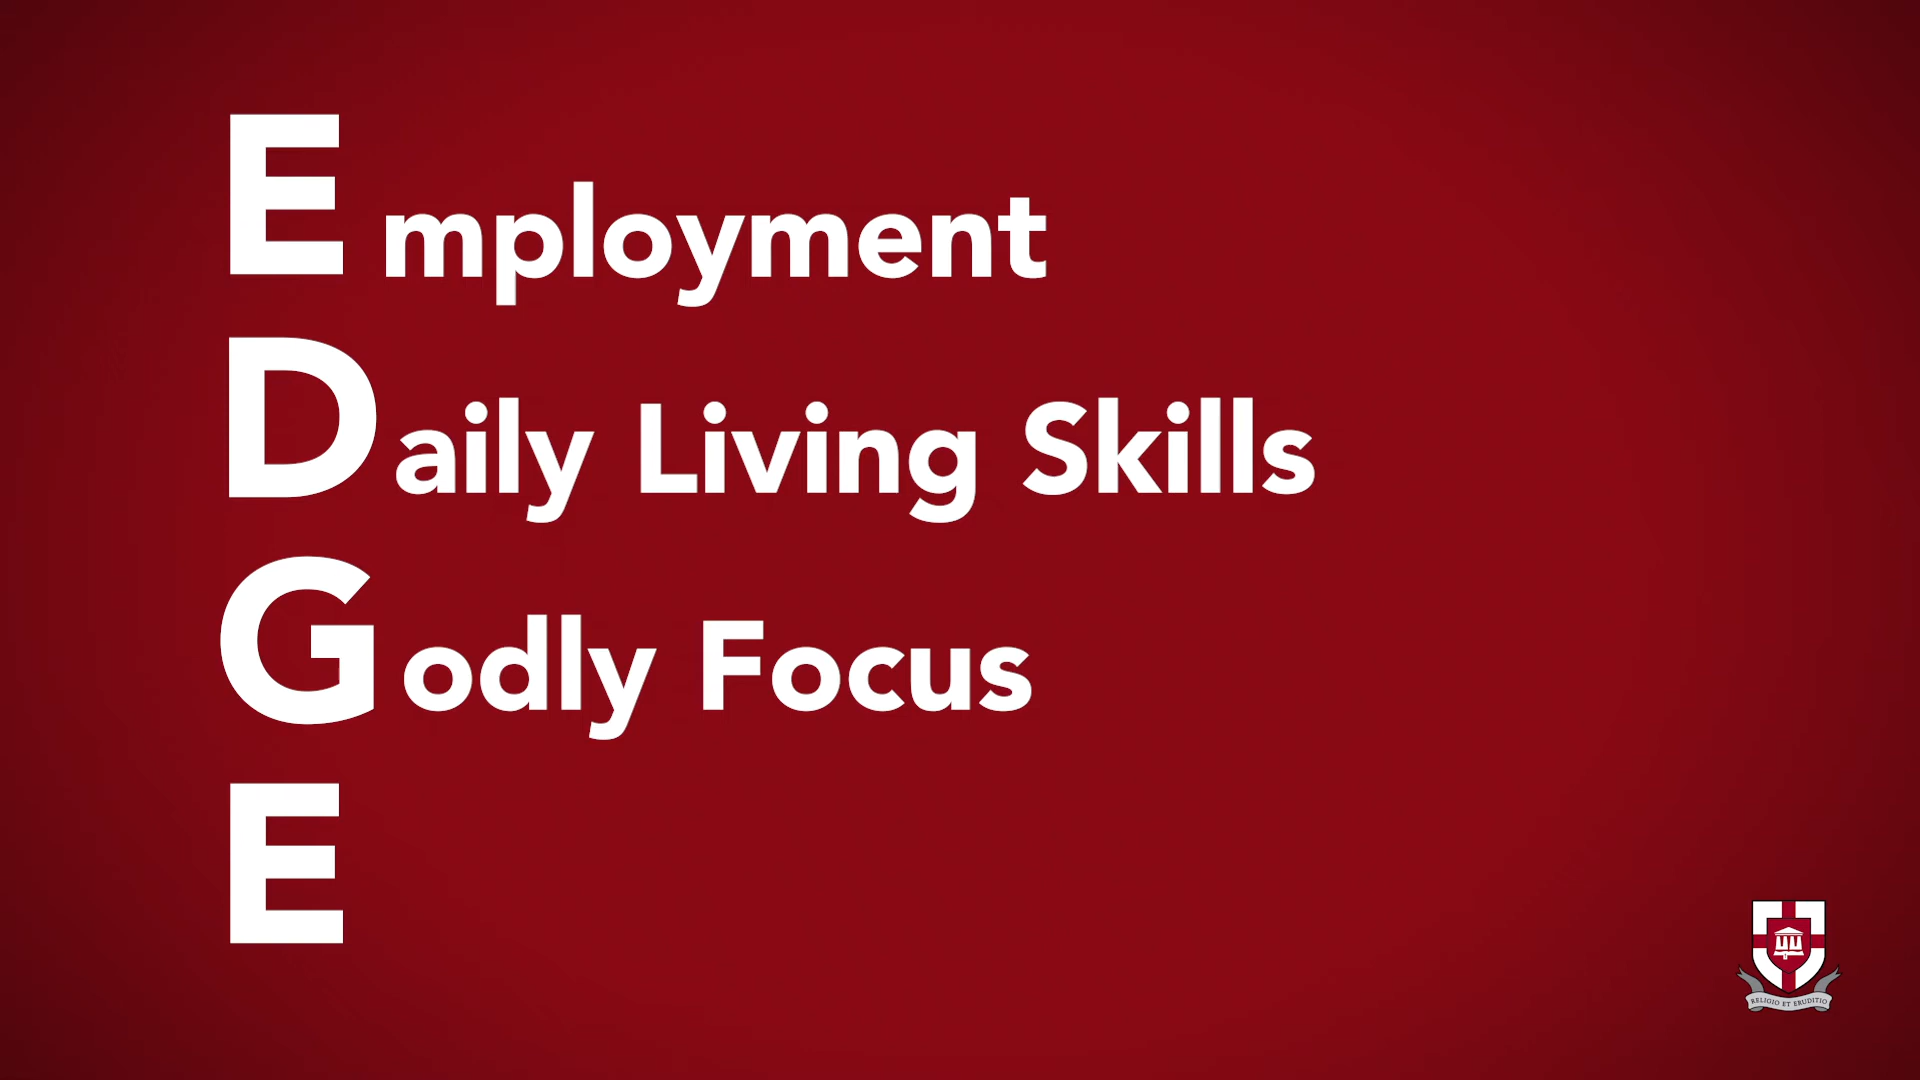 Employment
Daily Living Skills
Godly Focus
E
RELIGIO ET ERUDITIO